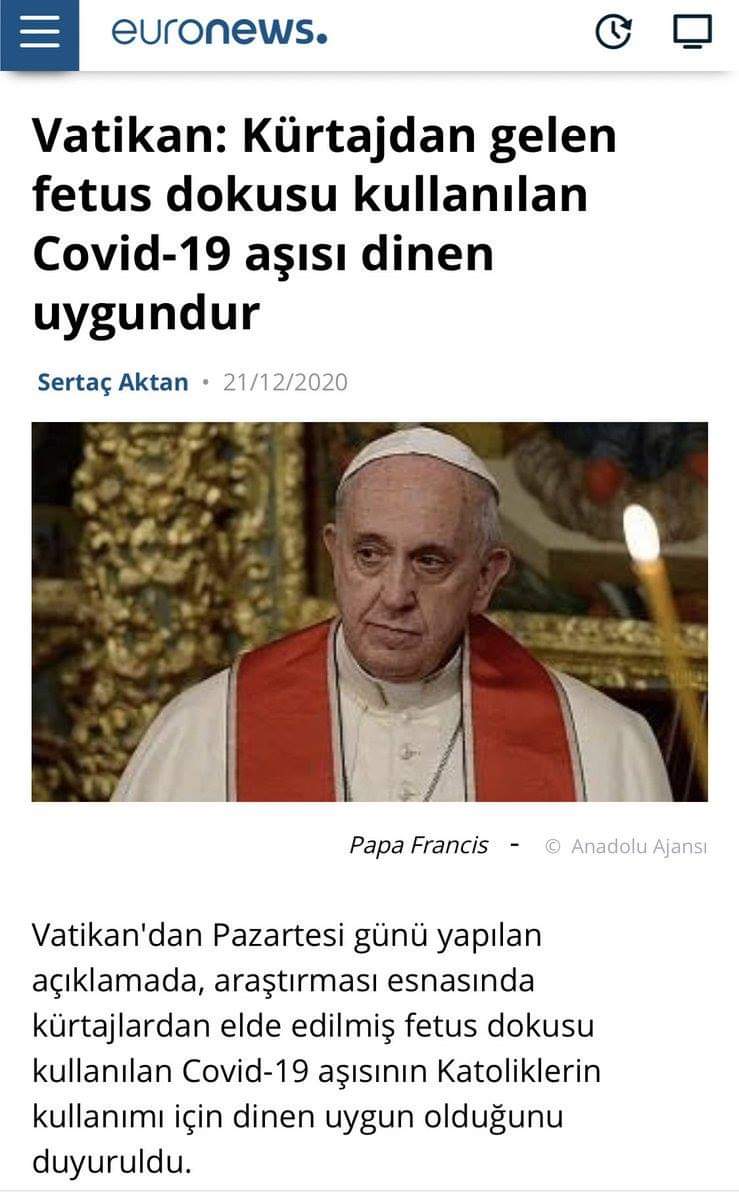 euronews.
Vatikan: Kürtajdan gelen
fetus dokusu kullanılan
Covid-19 aşısı dinen
uygundur
Sertaç Aktan • 21/12/2020
Papa Francis - © Anadolu Ajansı
Vatikan'dan Pazartesi günü yapılan
açıklamada, araştırması esnasında
kürtajlardan elde edilmiş fetus dokusu
kullanılan Covid-19 aşısının Katoliklerin
kullanımı için dinen uygun olduğunu
duyuruldu.